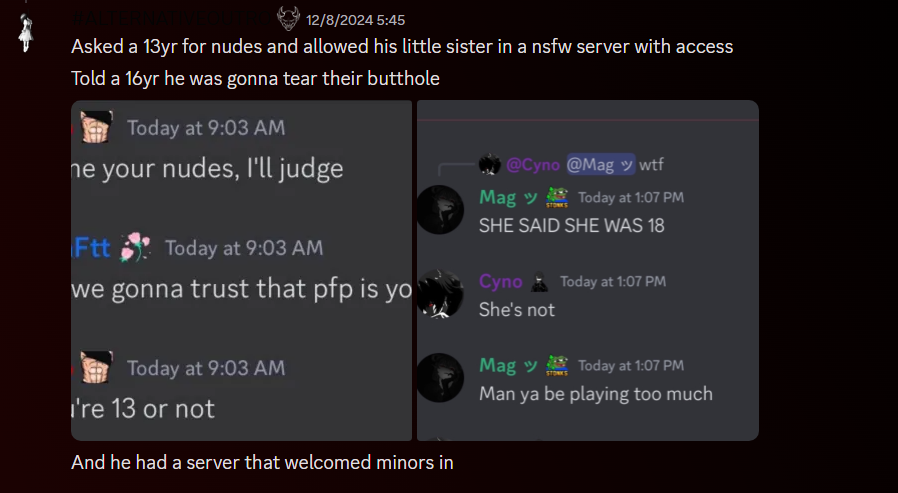 12/8/2024 5:45
Asked a 13yr for nudes and allowed his little sister in a nsfw server with access
Told a 16yr he was gonna tear their butthole
Today at 9:03 AM
ne your nudes, I'll judge
Ftt Today at 9:03 AM
we gonna trust that pfp is yo
Today at 9:03 AM
're 13 or not
@Cyno @Mag ッ wtf
Mag ッ STONKS Today at 1:07 PM
SHE SAID SHE WAS 18
Cyno Today at 1:07 PM
She's not
Mag ッ STONKS Today at 1:07 PM
Man ya be playing too much
And he had a server that welcomed minors in